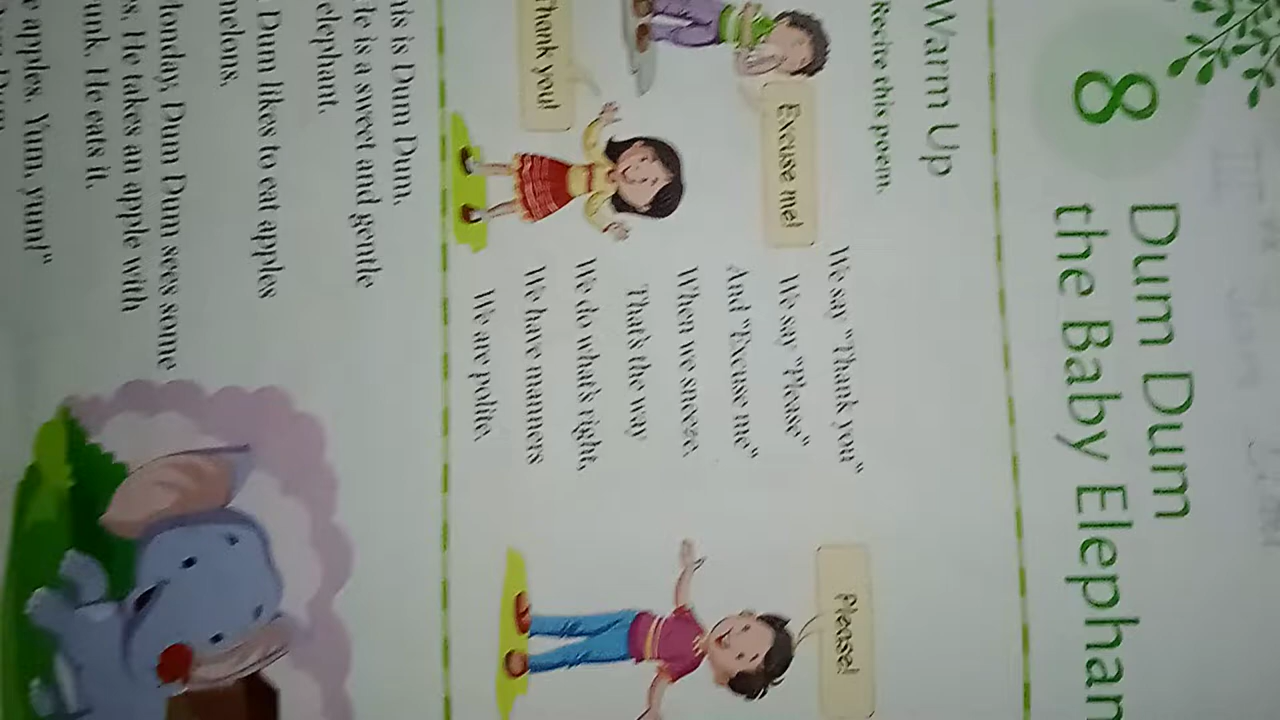 8
Dum Dum
the Baby Elephan
Warm Up
Recite this poem.
Excuse me!
Thank you!
Please!
We say "Thank you"
We say "Please"
And "Excuse me"
When we sneeze.
That's the way
We do what's right,
We have manners
We are polite.
his is Dum Dum.
He is a sweet and gentle
elephant.
Dum likes to eat apples
melons.
Monday, Dum Dum sees some
s. He takes an apple with
unk. He eats it.
e apples. Yum, yum!"
Dum